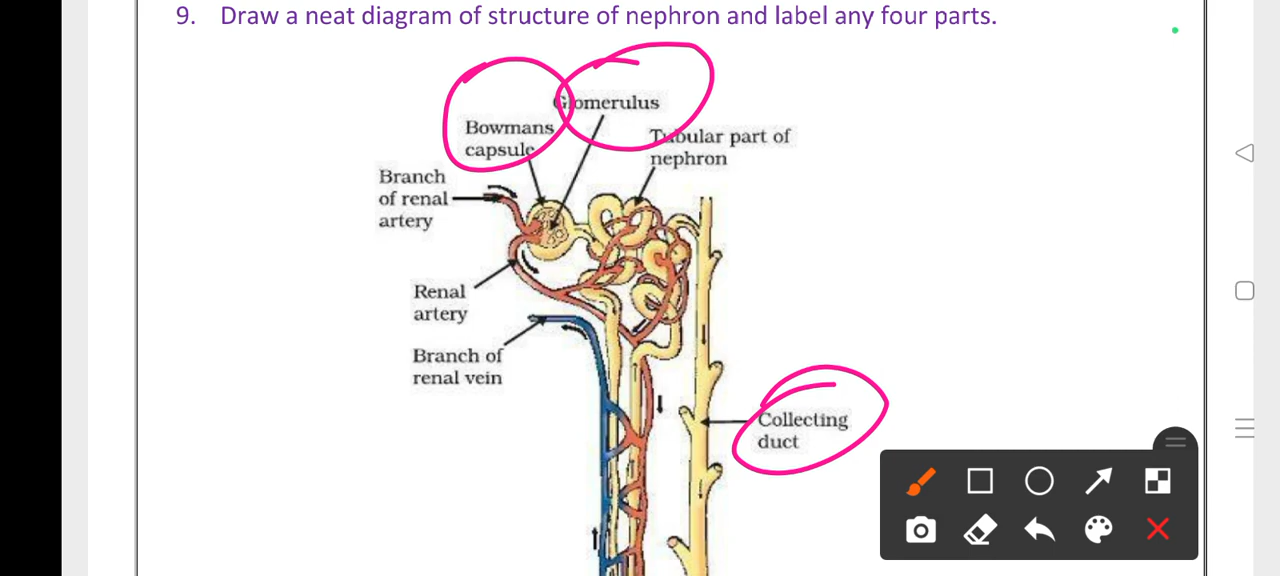 9. Draw a neat diagram of structure of nephron and label any four parts.
Glomerulus
Bowmans
capsule
Tubular part of
nephron
Branch
of renal
artery
Renal
artery
Branch of
renal vein
Collecting
duct